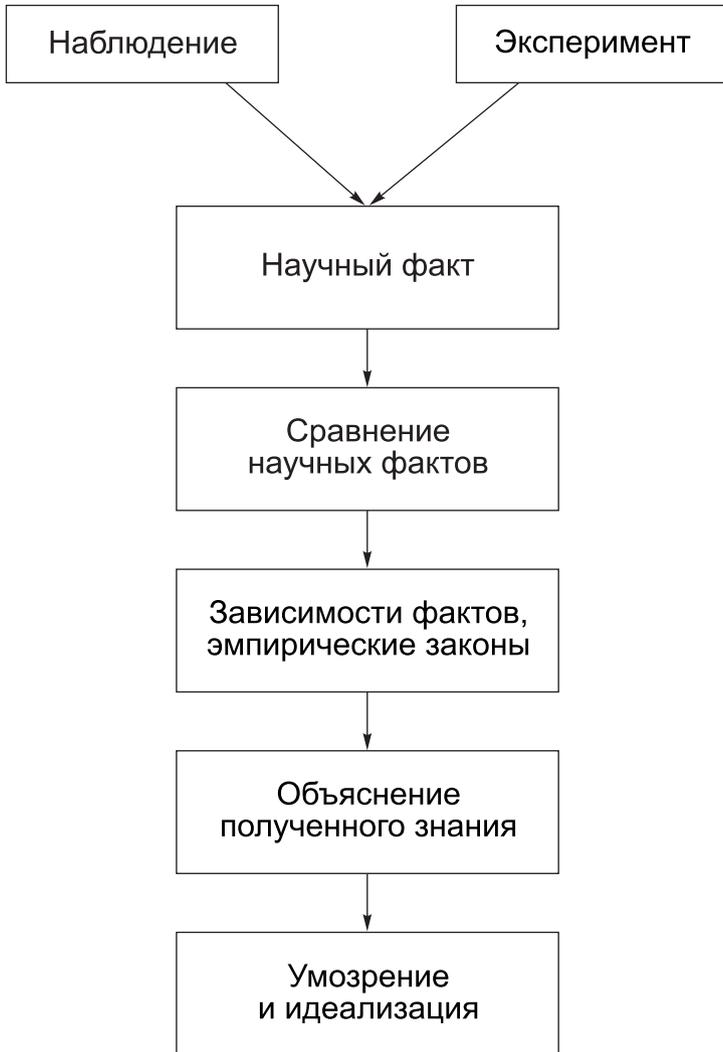 Наблюдение
Эксперимент
Научный факт
Сравнение
научных фактов
Зависимости фактов,
эмпирические законы
Объяснение
полученного знания
Умозрение
и идеализация